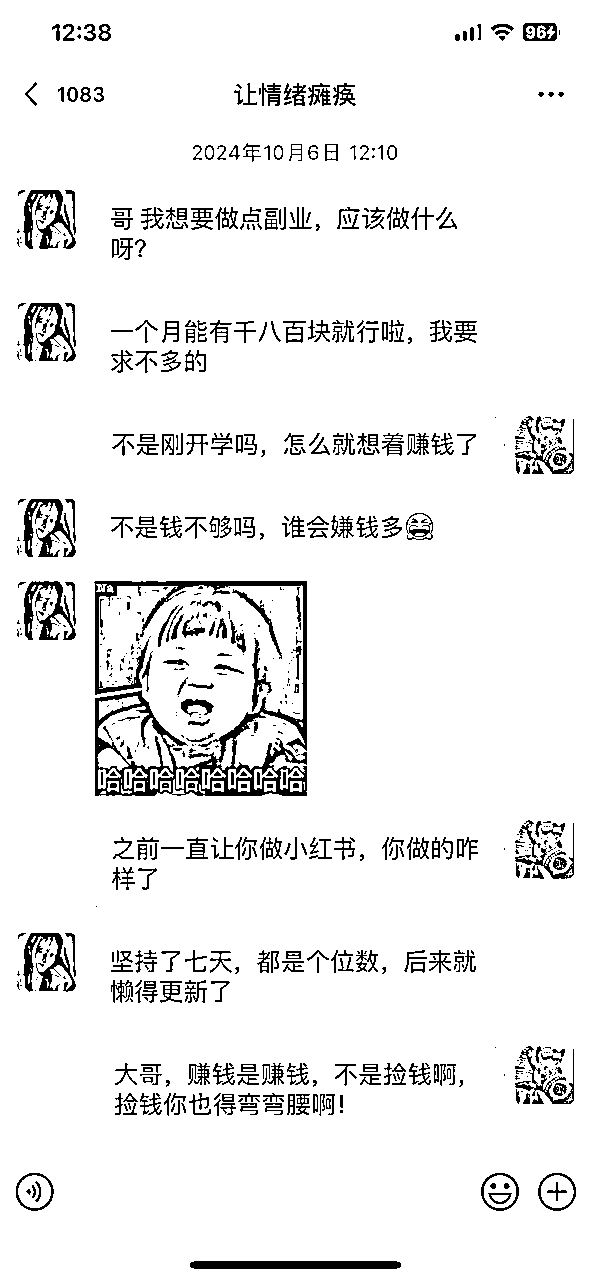 12:38
96
1083
让情绪瘫痪
2024年10月6日 12:10
哥 我想要做点副业，应该做什么
呀？
一个月能有千八百块就行啦，我要
求不多的
不是刚开学吗，怎么就想着赚钱了
不是钱不够吗，谁会嫌钱多😫
哈哈哈哈哈哈哈哈
之前一直让你做小红书，你做的咋
样了
坚持了七天，都是个位数，后来就
懒得更新了
大哥，赚钱是赚钱，不是捡钱啊，
捡钱你也得弯弯腰啊！